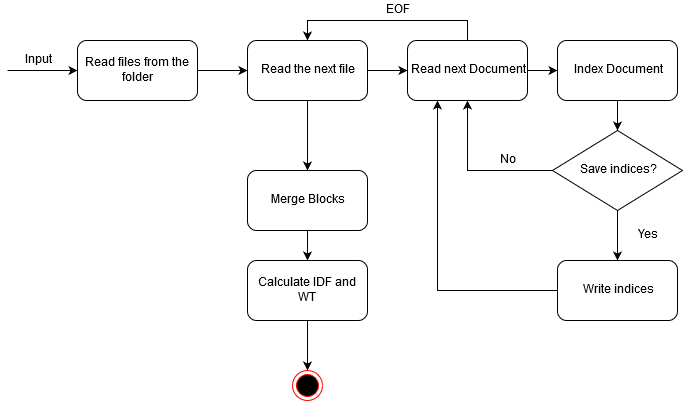 EOF
Input
Read files from the
folder
Read the next file
Read next Document
Index Document
No
Save indices?
Merge Blocks
Yes
Calculate IDF and
WT
Write indices